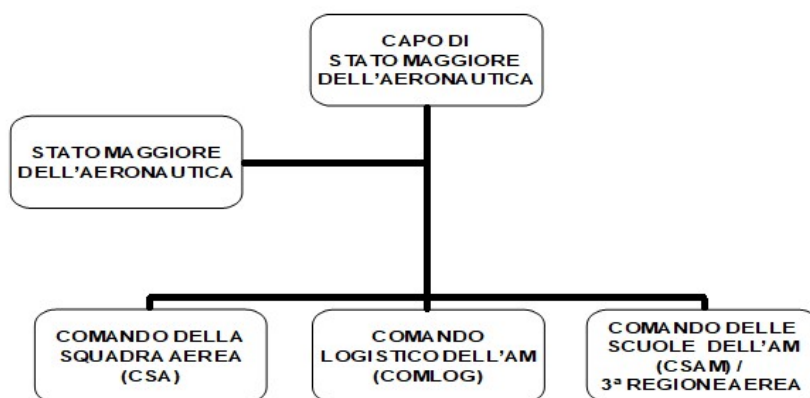 CAPO DI
STATO MAGGIORE
DELL'AERONAUTICA
STATO MAGGIORE
DELL'AERONAUTICA
COMANDO DELLA
SQUADRA AEREA
(CSA)
COMANDO
LOGISTICO DELL'AM
(COMLOG)
COMANDO DELLE
SCUOLE DELL'AM
(CSAM) /
3ª REGIONE AEREA